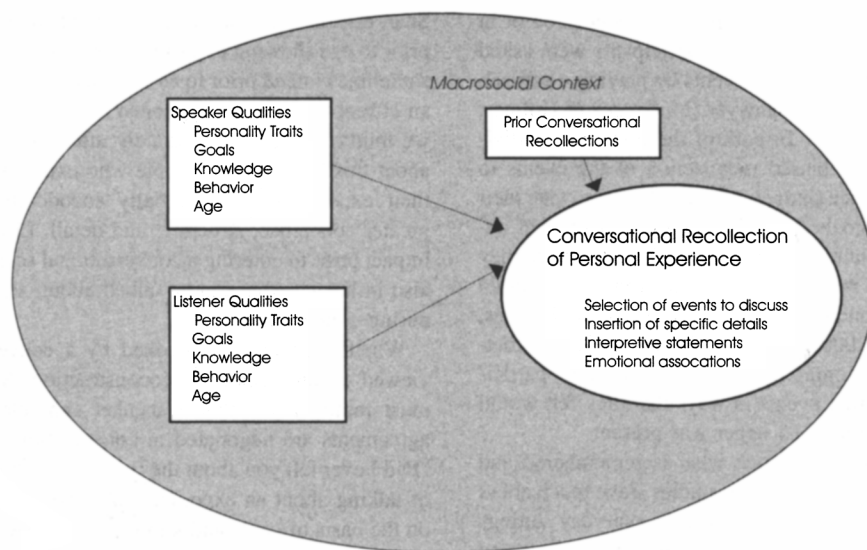 Macrosocial Context
Speaker Qualities
Personality Traits
Goals
Knowledge
Behavior
Age
Prior Conversational
Recollections
Conversational Recollection
of Personal Experience
Selection of events to discuss
Insertion of specific details
Interpretive statements
Emotional assocations
Listener Qualities
Personality Traits
Goals
Knowledge
Behavior
Age